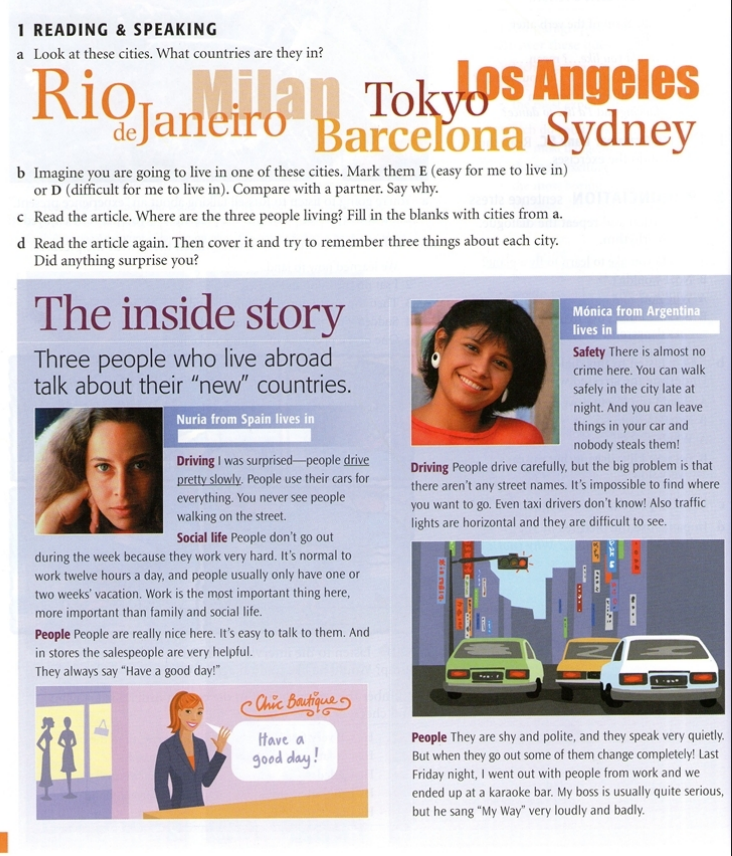 1 READING & SPEAKING
a Look at these cities. What countries are they in?
Rio de Janeiro
Milan
Tokyo
Los Angeles
Barcelona
Sydney
b Imagine you are going to live in one of these cities. Mark them E (easy for me to live in)
or D (difficult for me to live in). Compare with a partner. Say why.
c Read the article. Where are the three people living? Fill in the blanks with cities from a.
d Read the article again. Then cover it and try to remember three things about each city.
Did anything surprise you?
The inside story
Three people who live abroad
talk about their “new” countries.
Nuria from Spain lives in
Driving I was surprised—people drive
pretty slowly. People use their cars for
everything. You never see people
walking on the street.
Social life People don’t go out
during the week because they work very hard. It’s normal to
work twelve hours a day, and people usually only have one or
two weeks’ vacation. Work is the most important thing here,
more important than family and social life.
People People are really nice here. It’s easy to talk to them. And
in stores the salespeople are very helpful.
They always say “Have a good day!”
Chic Boutique
Have a
good day!
Mónica from Argentina
lives in
Safety There is almost no
crime here. You can walk
safely in the city late at
night. And you can leave
things in your car and
nobody steals them!
Driving People drive carefully, but the big problem is that
there aren’t any street names. It’s impossible to find where
you want to go. Even taxi drivers don’t know! Also traffic
lights are horizontal and they are difficult to see.
People They are shy and polite, and they speak very quietly.
But when they go out some of them change completely! Last
Friday night, I went out with people from work and we
ended up at a karaoke bar. My boss is usually quite serious,
but he sang “My Way” very loudly and badly.